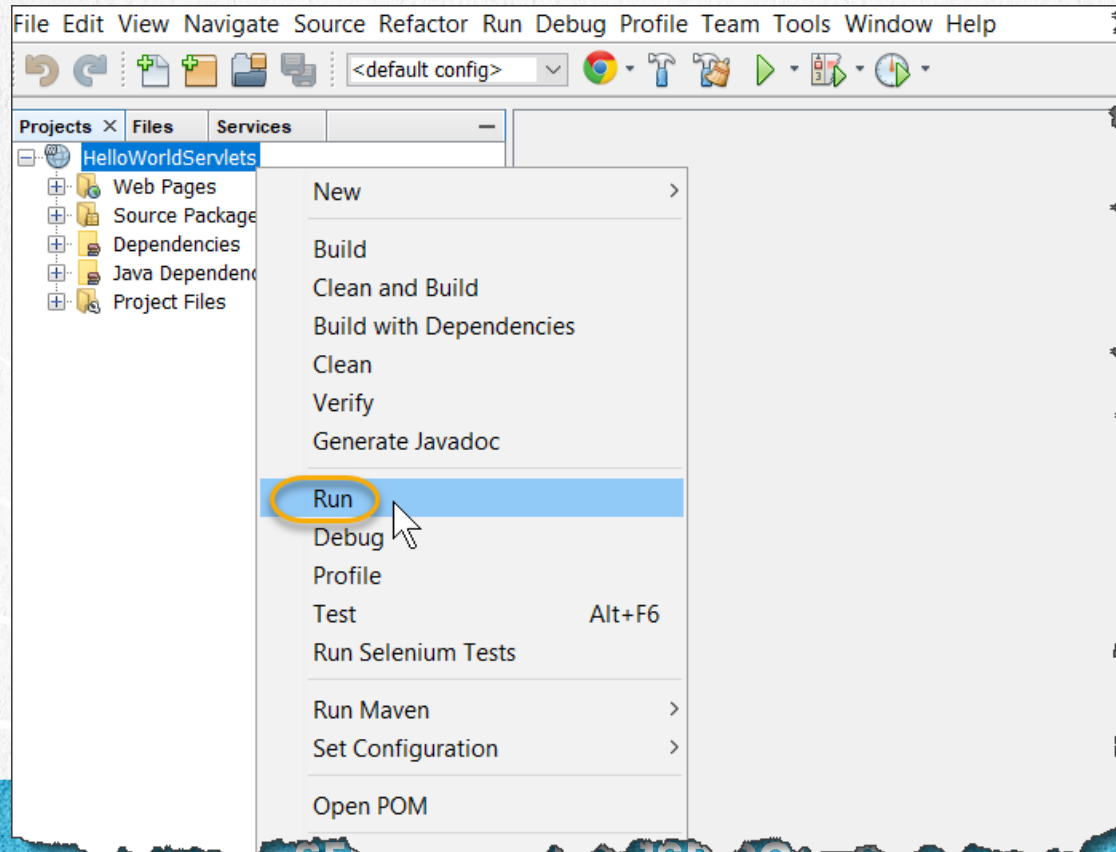 File Edit View Navigate Source Refactor Run Debug Profile Team Tools Window Help
<default config>
Projects Files Services
HelloWorldServlets
Web Pages
Source Package
Dependencies
Java Dependenc
Project Files
New
Build
Clean and Build
Build with Dependencies
Clean
Verify
Generate Javadoc
Run
Debug
Profile
Test Alt+F6
Run Selenium Tests
Run Maven
Set Configuration
Open POM